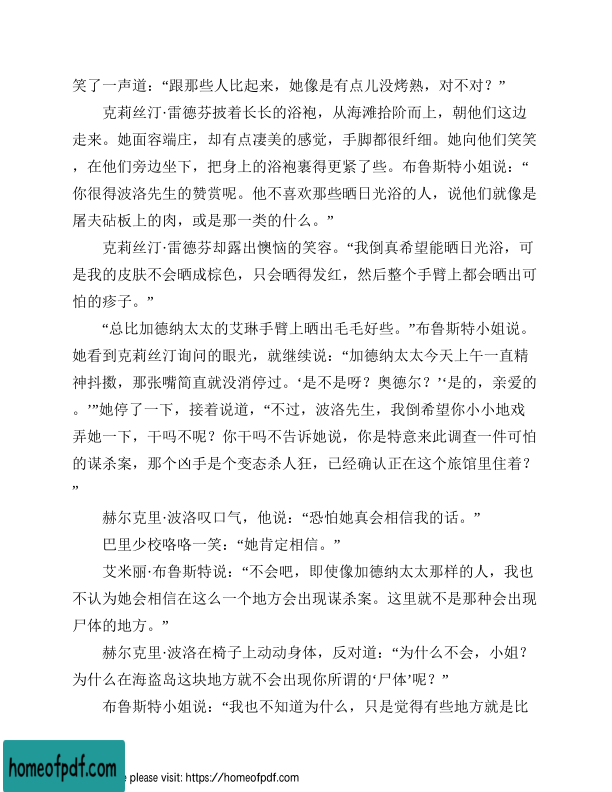 笑了一声道：“跟那些人比起来，她像是有点儿没烤熟，对不对？”
克莉丝汀·雷德芬披着长长的浴袍，从海滩拾阶而上，朝他们这边
走来。她面容端庄，却有点凄美的感觉，手脚都很纤细。她向他们笑笑
，在他们旁边坐下，把身上的浴袍裹得更紧了些。布鲁斯特小姐说：“
你很得波洛先生的赞赏呢。他不喜欢那些晒日光浴的人，说他们就像是
屠夫砧板上的肉，或是那一类的什么。”
克莉丝汀·雷德芬却露出懊恼的笑容。“我倒真希望能晒日光浴，可
是我的皮肤不会晒成棕色，只会晒得发红，然后整个手臂上都会晒出可
怕的疹子。”
“总比加德纳太太的艾琳手臂上晒出毛毛好些。”布鲁斯特小姐说。
她看到克莉丝汀询问的眼光，就继续说：“加德纳太太今天上午一直精
神抖擞，那张嘴简直就没消停过。‘是不是呀？奥德尔？’‘是的，亲爱的
。’”她停了一下，接着说道，“不过，波洛先生，我倒希望你小小地戏
弄她一下，干吗不呢？你干吗不告诉她说，你是特意来此调查一件可怕
的谋杀案，那个凶手是个变态杀人狂，已经确认正在这个旅馆里住着？
”
赫尔克里·波洛叹口气，他说：“恐怕她真会相信我的话。”
巴里少校咯咯一笑：“她肯定相信。”
艾米丽·布鲁斯特说：“不会吧，即使像加德纳太太那样的人，我也
不认为她会相信在这么一个地方会出现谋杀案。这里就不是那种会出现
尸体的地方。”
赫尔克里·波洛在椅子上动动身体，反对道：“为什么不会，小姐？
为什么在海盗岛这块地方就不会出现你所谓的‘尸体’呢？”
布鲁斯特小姐说：“我也不知道为什么，只是觉得有些地方就是比
homeofpdf.com
e please visit: https://homeofpdf.com